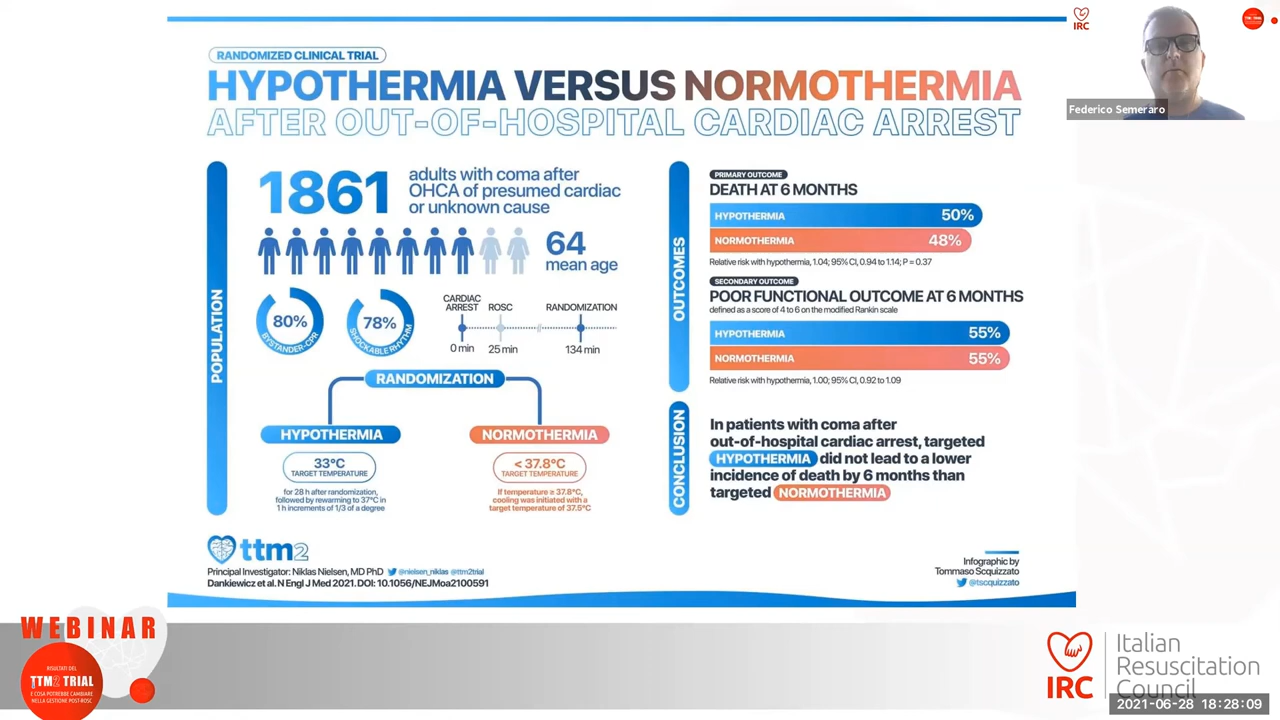 RANDOMIZED CLINICAL TRIAL
HYPOTHERMIA VERSUS NORMOTHERMIA
AFTER OUT-OF-HOSPITAL CARDIAC ARREST
POPULATION
1861
adults with coma after
OHCA of presumed cardiac
or unknown cause
64
mean age
80%
BYSTANDER-CPR
78%
SHOCKABLE RHYTHM
CARDIAC
ARREST
ROSC
RANDOMIZATION
0 min
25 min
134 min
RANDOMIZATION
HYPOTHERMIA
33°C
TARGET TEMPERATURE
for 28 h after randomization,
followed by rewarming to 37°C in
1 h increments of 1/3 of a degree
NORMOTHERMIA
< 37.8°C
TARGET TEMPERATURE
If temperature ≥ 37.8°C,
cooling was initiated with a
target temperature of 37.5°C
OUTCOMES
PRIMARY OUTCOME
DEATH AT 6 MONTHS
HYPOTHERMIA 50%
NORMOTHERMIA 48%
Relative risk with hypothermia, 1.04; 95% CI, 0.94 to 1.14; P = 0.37
SECONDARY OUTCOME
POOR FUNCTIONAL OUTCOME AT 6 MONTHS
defined as a score of 4 to 6 on the modified Rankin scale
HYPOTHERMIA 55%
NORMOTHERMIA 55%
Relative risk with hypothermia, 1.00; 95% CI, 0.92 to 1.09
CONCLUSION
In patients with coma after
out-of-hospital cardiac arrest, targeted
HYPOTHERMIA did not lead to a lower
incidence of death by 6 months than
targeted NORMOTHERMIA
ttm2
Principal Investigator: Niklas Nielsen, MD PhD @nielsen_niklas @ttm2trial
Dankiewicz et al. N Engl J Med 2021. DOI: 10.1056/NEJMoa2100591
Infographic by
Tommaso Scquizzato
@tscquizzato
IRC
Federico Semeraro
WEBINAR
RISULTATI DEL
TTM2 TRIAL
E COSA POTREBBE CAMBIARE
NELLA GESTIONE POST-ROSC
IRC
Italian
Resuscitation
Council
2021-06-28 18:28:09